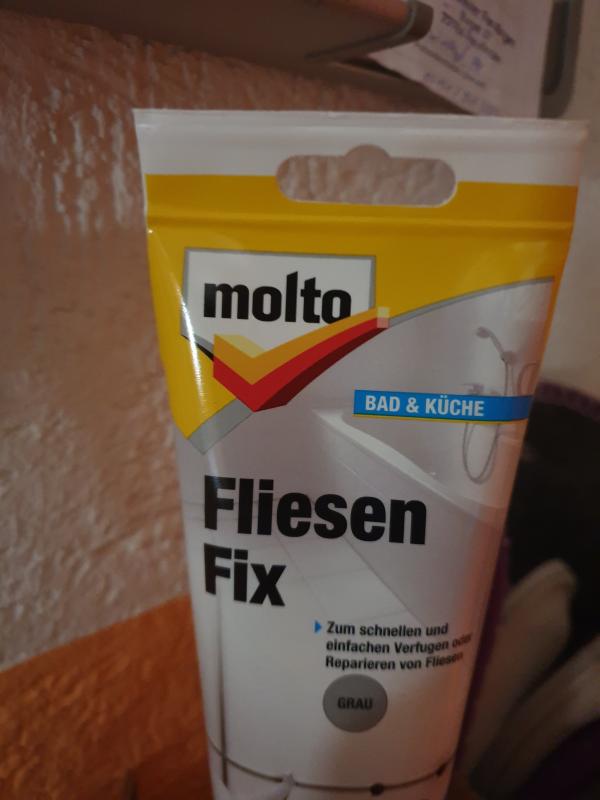 molto
BAD & KÜCHE
Fliesen
Fix
Zum schnellen und
einfachen Verfugen oder
Reparieren von Fliesen
GRAU